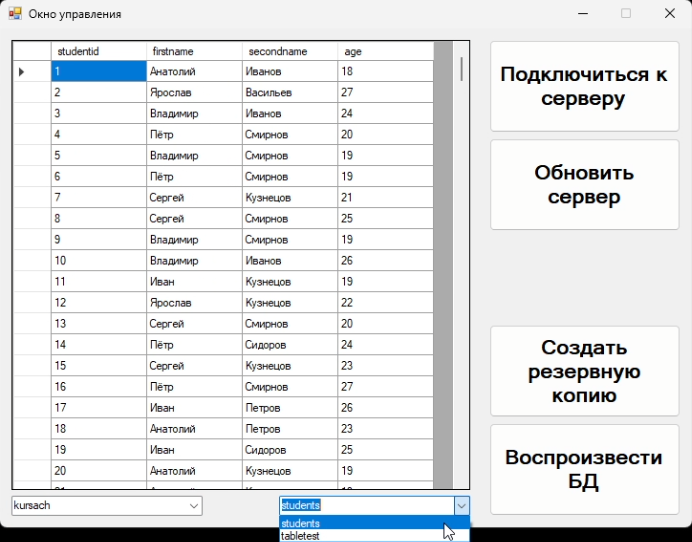 Окно управления
studentid firstname secondname age
1 Анатолий Иванов 18
2 Ярослав Васильев 27
3 Владимир Иванов 24
4 Пётр Смирнов 20
5 Владимир Смирнов 19
6 Пётр Смирнов 19
7 Сергей Кузнецов 21
8 Сергей Смирнов 25
9 Владимир Смирнов 19
10 Владимир Иванов 26
11 Иван Кузнецов 19
12 Ярослав Кузнецов 22
13 Сергей Смирнов 20
14 Пётр Сидоров 24
15 Сергей Кузнецов 23
16 Пётр Смирнов 27
17 Иван Петров 26
18 Анатолий Петров 23
19 Иван Сидоров 25
20 Анатолий Кузнецов 19
kursach
students
students
tabletest
Подключиться к
серверу
Обновить
сервер
Создать
резервную
копию
Воспроизвести
БД